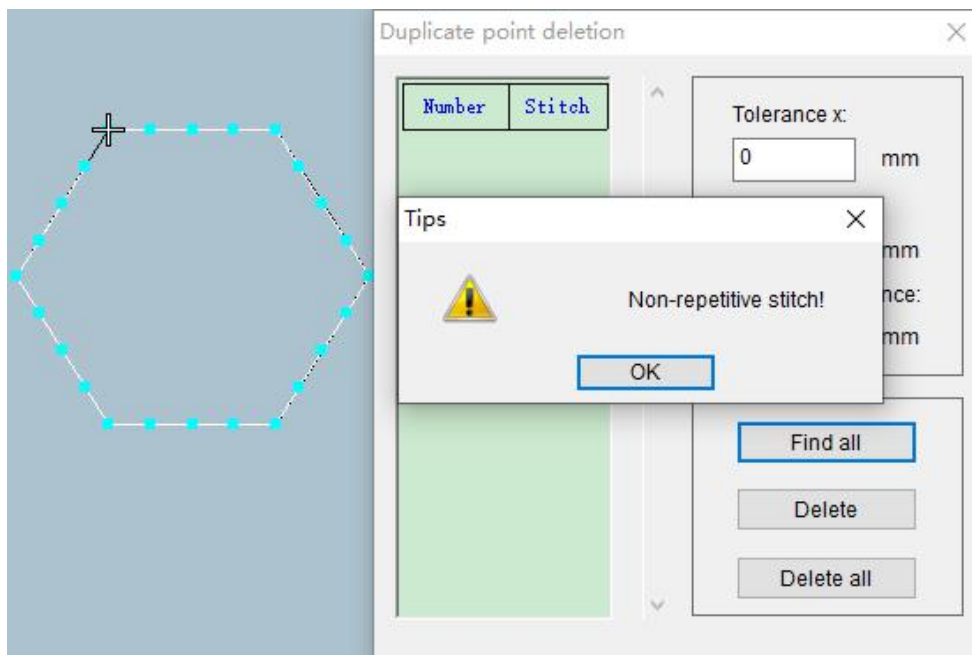 Duplicate point deletion
Number Stitch
Tolerance x:
0 mm
Tips
mm
Non-repetitive stitch!
nce:
mm
OK
Find all
Delete
Delete all